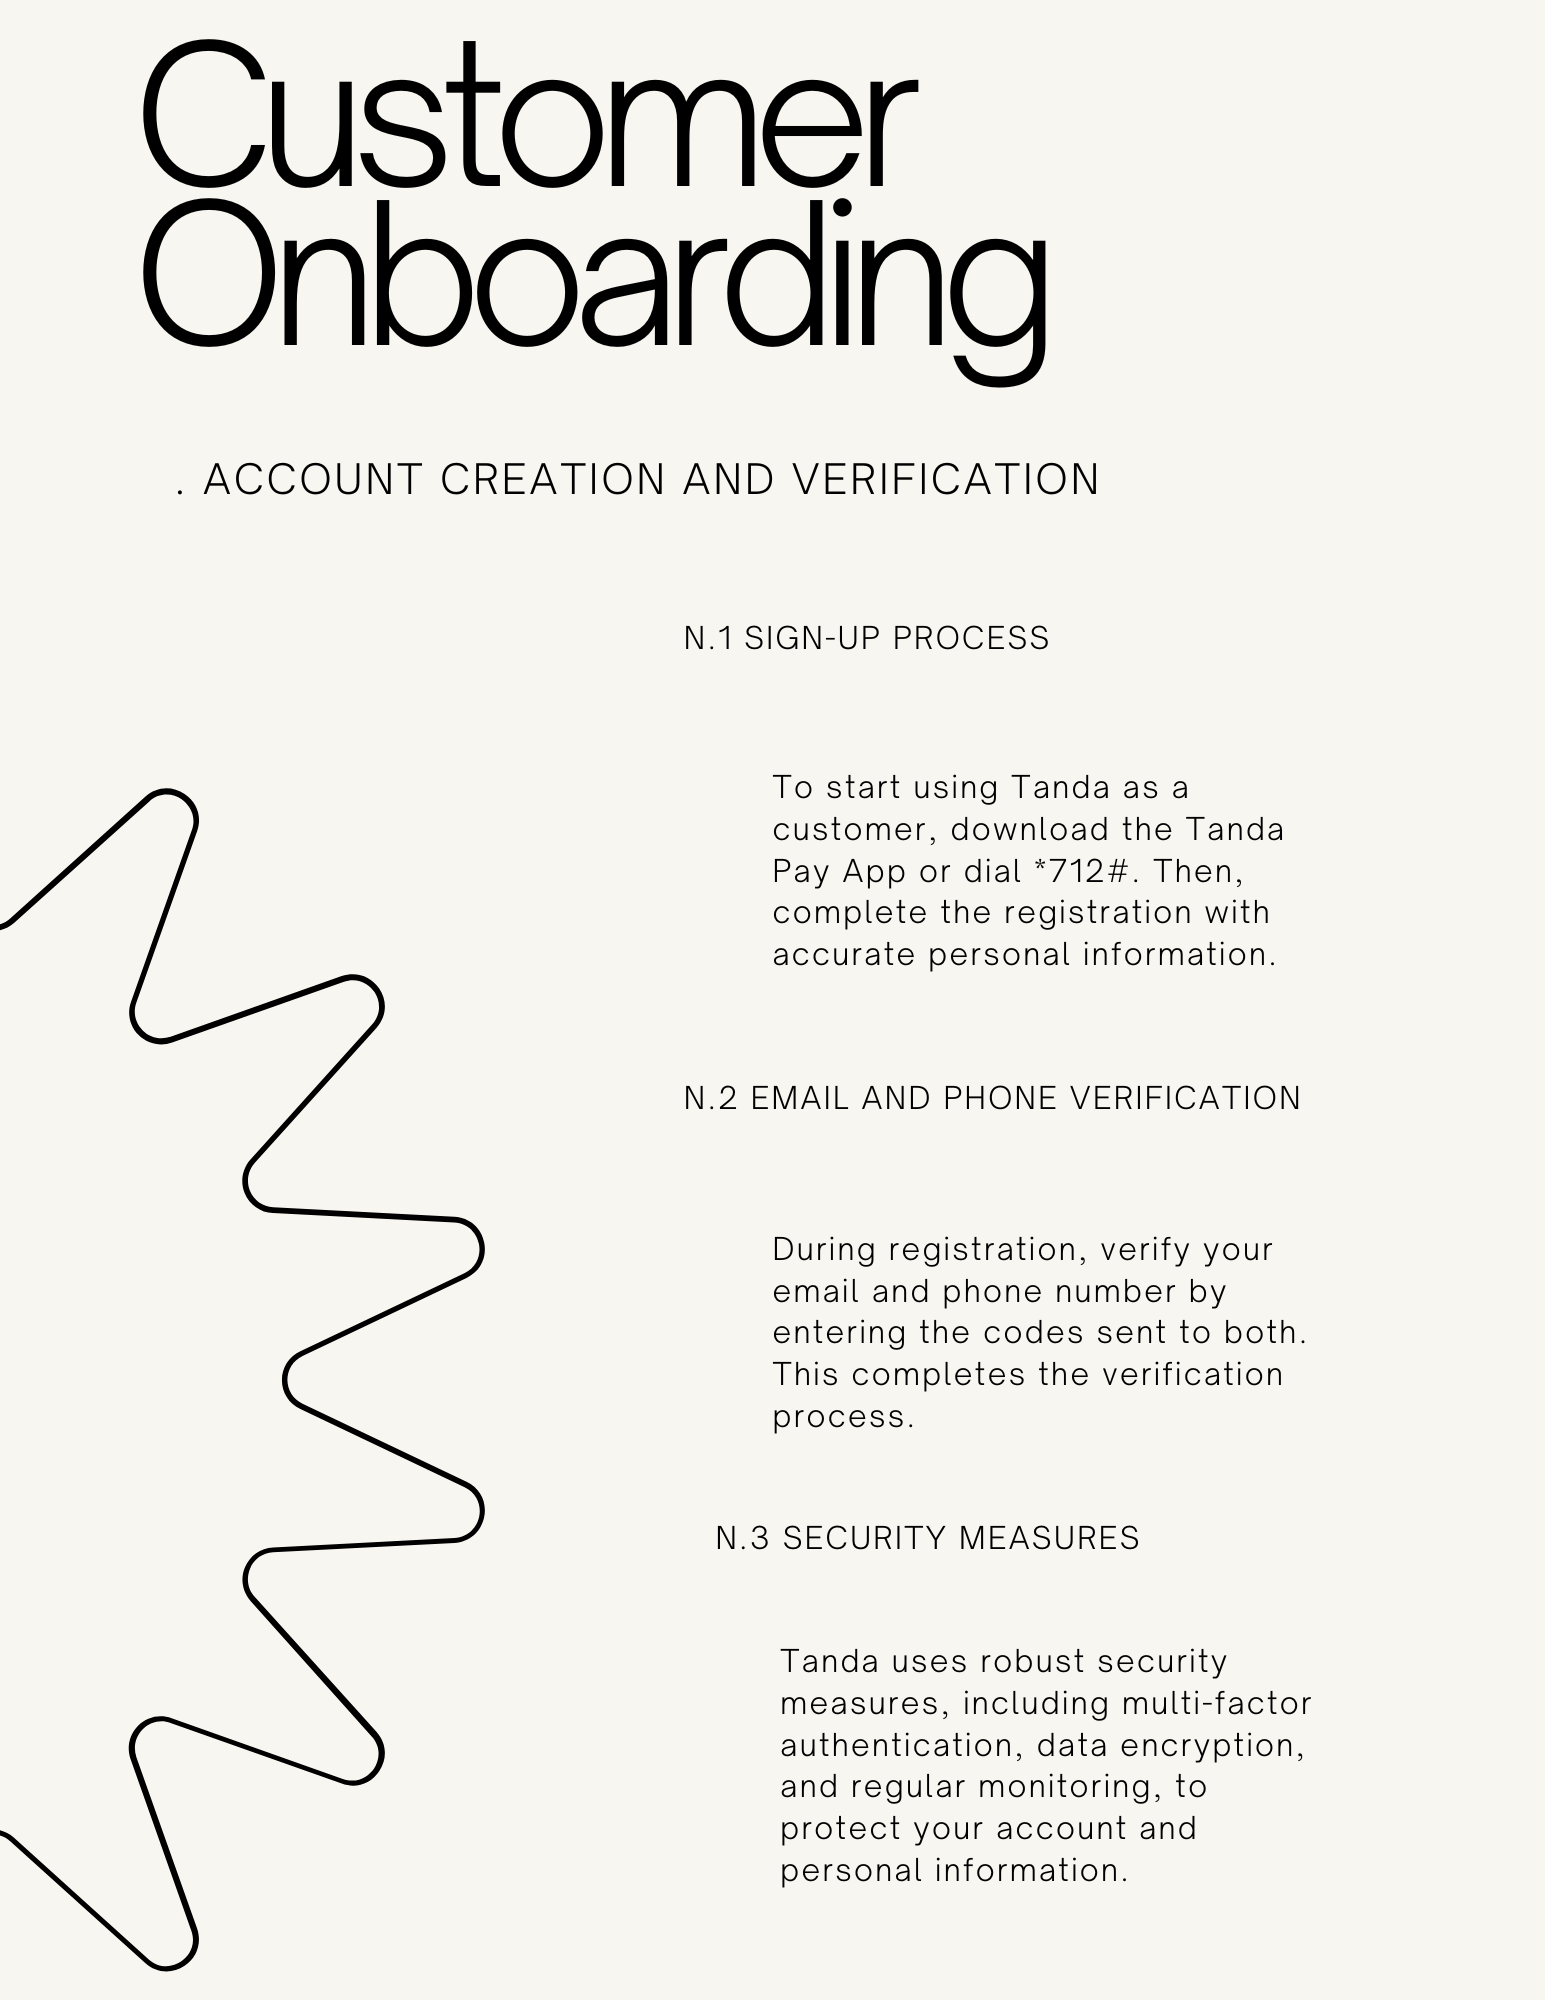 Customer
Onboarding
. ACCOUNT CREATION AND VERIFICATION
N.1 SIGN-UP PROCESS
To start using Tanda as a
customer, download the Tanda
Pay App or dial *712#. Then,
complete the registration with
accurate personal information.
N.2 EMAIL AND PHONE VERIFICATION
During registration, verify your
email and phone number by
entering the codes sent to both.
This completes the verification
process.
N.3 SECURITY MEASURES
Tanda uses robust security
measures, including multi-factor
authentication, data encryption,
and regular monitoring, to
protect your account and
personal information.